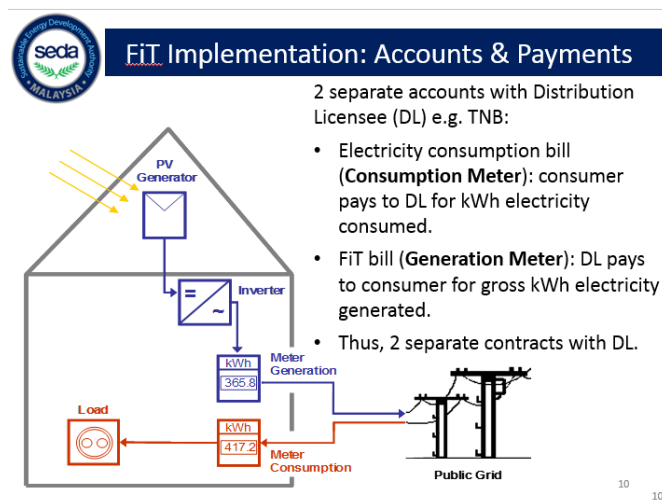 Sustainable Energy Development Authority
seda
• MALAYSIA •
FiT Implementation: Accounts & Payments
2 separate accounts with Distribution
Licensee (DL) e.g. TNB:
• Electricity consumption bill
(Consumption Meter): consumer
pays to DL for kWh electricity
consumed.
• FiT bill (Generation Meter): DL pays
to consumer for gross kWh electricity
generated.
• Thus, 2 separate contracts with DL.
PV
Generator
=
~
Inverter
kWh
365.8
Meter
Generation
Load
kWh
417.2
Meter
Consumption
Public Grid
10
10